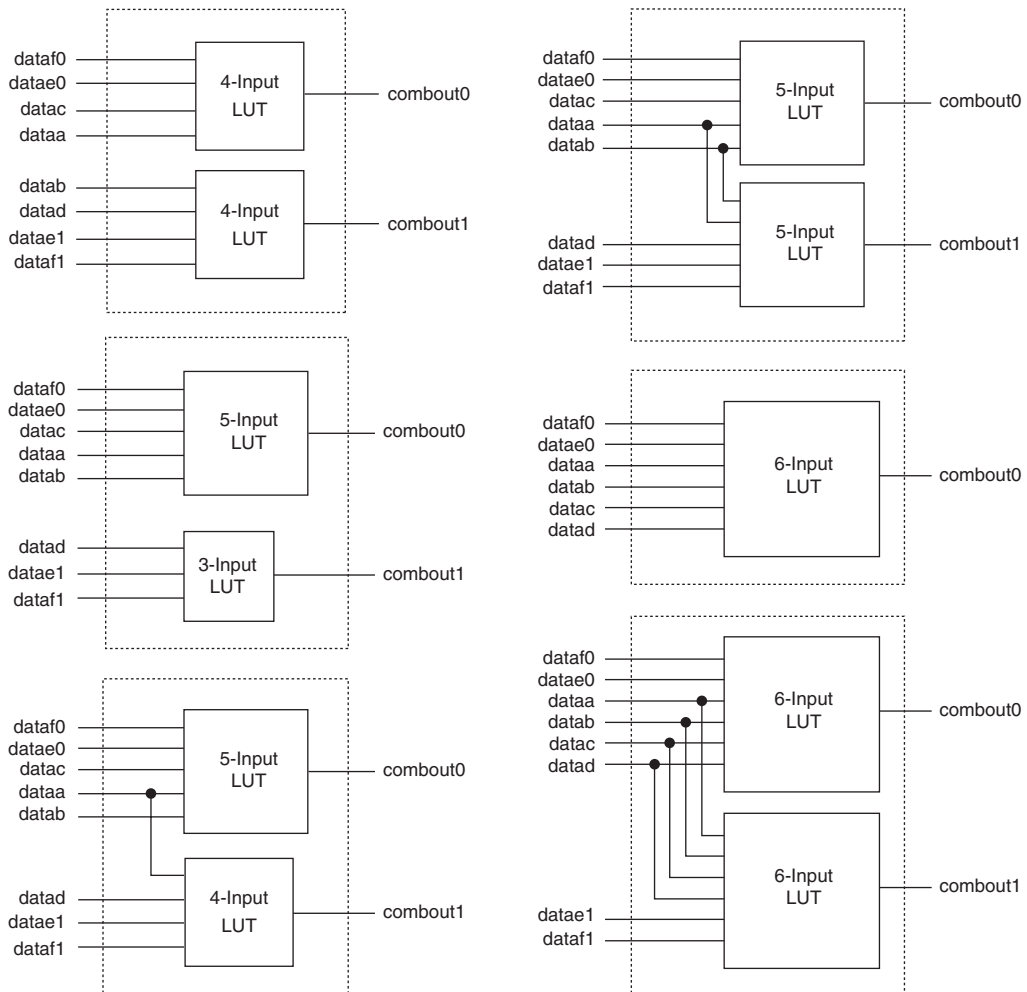 dataf0
datae0
datac
dataa
4-Input
LUT
combout0
datab
datad
datae1
dataf1
4-Input
LUT
combout1
dataf0
datae0
datac
dataa
datab
5-Input
LUT
combout0
datad
datae1
dataf1
3-Input
LUT
combout1
dataf0
datae0
datac
dataa
datab
5-Input
LUT
combout0
datad
datae1
dataf1
4-Input
LUT
combout1
dataf0
datae0
datac
dataa
datab
5-Input
LUT
combout0
datad
datae1
dataf1
5-Input
LUT
combout1
dataf0
datae0
dataa
datab
datac
datad
6-Input
LUT
combout0
dataf0
datae0
dataa
datab
datac
datad
6-Input
LUT
combout0
datae1
dataf1
6-Input
LUT
combout1